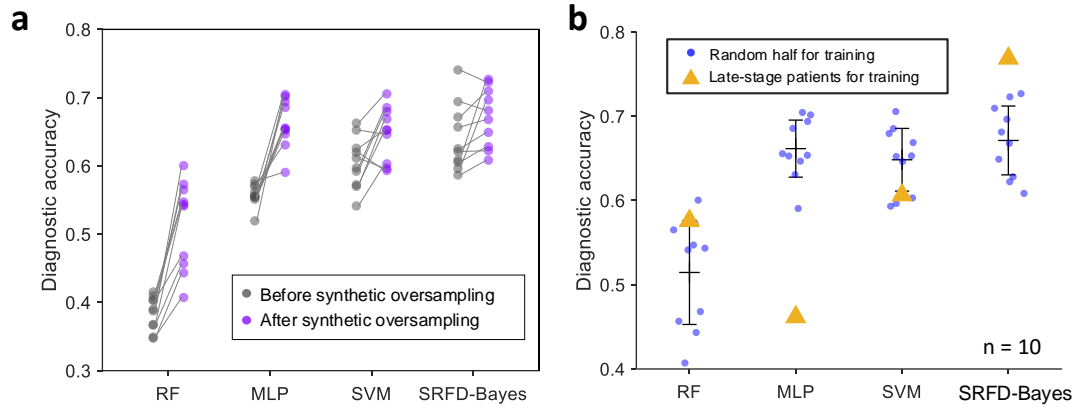 a
Diagnostic accuracy
0.8
0.7
0.6
0.5
0.4
0.3
Before synthetic oversampling
After synthetic oversampling
RF MLP SVM SRFD-Bayes
b
Diagnostic accuracy
0.8
0.7
0.6
0.5
0.4
Random half for training
Late-stage patients for training
n = 10
RF MLP SVM SRFD-Bayes